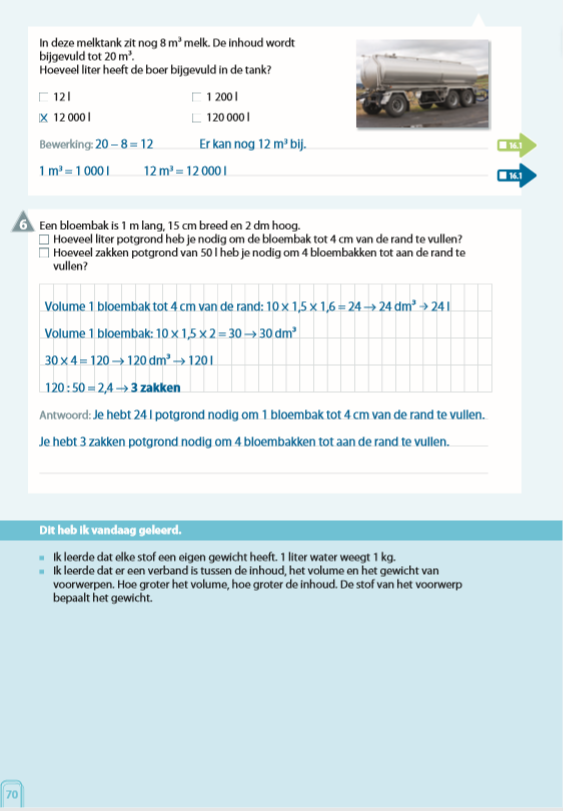 In deze melktank zit nog 8 m³ melk. De inhoud wordt
bijgevuld tot 20 m³.
Hoeveel liter heeft de boer bijgevuld in de tank?
12 l
1 200 l
12 000 l
120 000 l
Bewerking: 20 – 8 = 12 Er kan nog 12 m³ bij.
16.1
1 m³ = 1 000 l 12 m³ = 12 000 l
16.1
6 Een bloembak is 1 m lang, 15 cm breed en 2 dm hoog.
Hoeveel liter potgrond heb je nodig om de bloembak tot 4 cm van de rand te vullen?
Hoeveel zakken potgrond van 50 l heb je nodig om 4 bloembakken tot aan de rand te
vullen?
Volume 1 bloembak tot 4 cm van de rand: 10 × 1,5 × 1,6 = 24 → 24 dm³ → 24 l
Volume 1 bloembak: 10 × 1,5 × 2 = 30 → 30 dm³
30 × 4 = 120 → 120 dm³ → 120 l
120 : 50 = 2,4 → 3 zakken
Antwoord: Je hebt 24 l potgrond nodig om 1 bloembak tot 4 cm van de rand te vullen.
Je hebt 3 zakken potgrond nodig om 4 bloembakken tot aan de rand te vullen.
Dit heb ik vandaag geleerd.
Ik leerde dat elke stof een eigen gewicht heeft. 1 liter water weegt 1 kg.
Ik leerde dat er een verband is tussen de inhoud, het volume en het gewicht van
voorwerpen. Hoe groter het volume, hoe groter de inhoud. De stof van het voorwerp
bepaalt het gewicht.
70